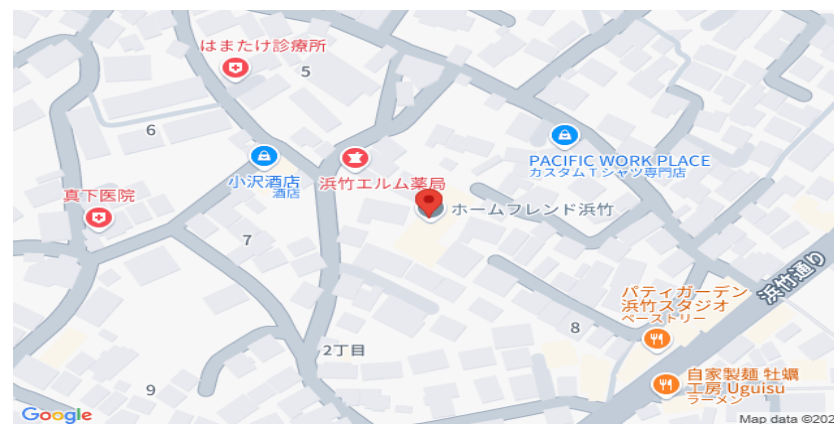 はまたけ診療所
5
6
PACIFIC WORK PLACE
カスタムTシャツ専門店
小沢酒店
酒店
浜竹エルム薬局
真下医院
ホームフレンド浜竹
7
浜竹通り
パティガーデン
浜竹スタジオ
ペーストリー
8
2丁目
自家製麺 牡蠣
工房 Uguisu
ラーメン
9
Google
Map data ©202